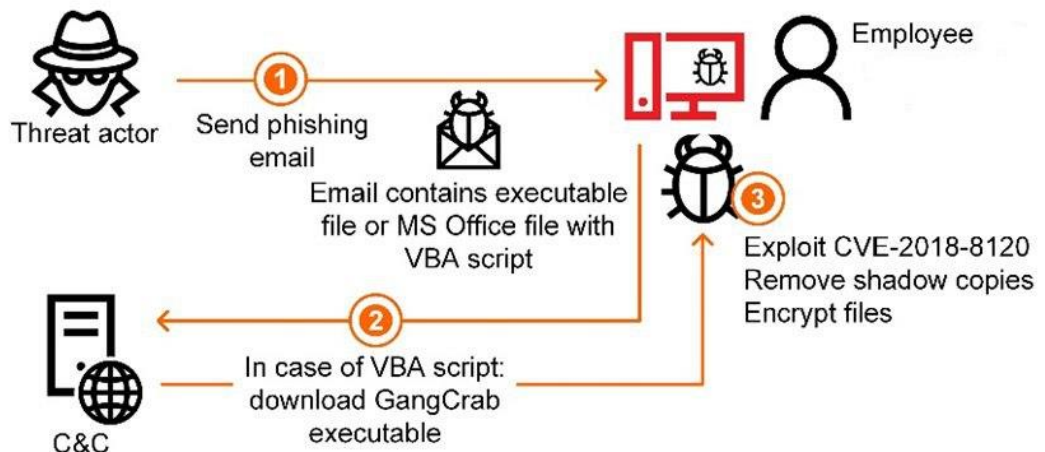 Threat actor
1
Send phishing
email
Email contains executable
file or MS Office file with
VBA script
Employee
3
Exploit CVE-2018-8120
Remove shadow copies
Encrypt files
2
In case of VBA script:
download GangCrab
executable
C&C